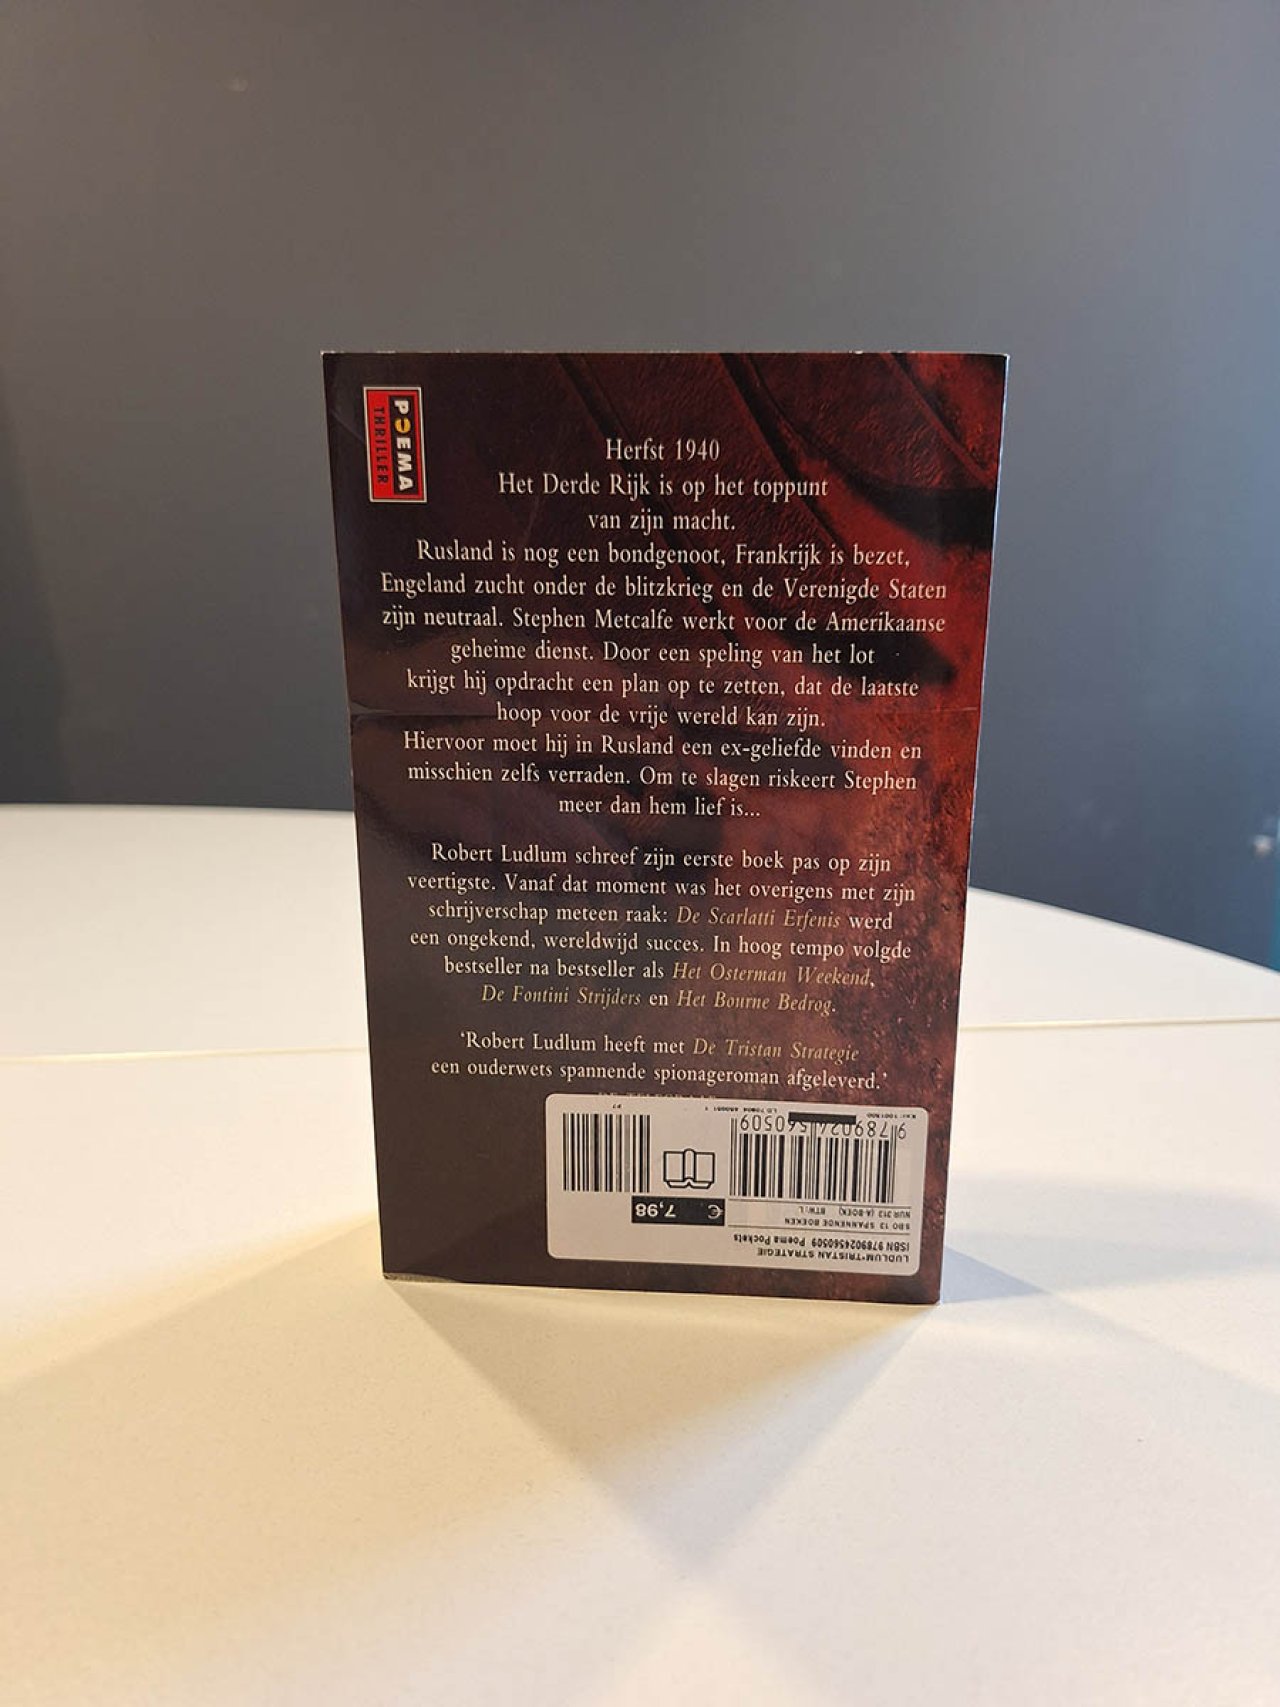 POEMA
THRILLER
Herfst 1940
Het Derde Rijk is op het toppunt
van zijn macht.
Rusland is nog een bondgenoot, Frankrijk is bezet,
Engeland zucht onder de blitzkrieg en de Verenigde Staten
zijn neutraal. Stephen Metcalfe werkt voor de Amerikaanse
geheime dienst. Door een speling van het lot
krijgt hij opdracht een plan op te zetten, dat de laatste
hoop voor de vrije wereld kan zijn.
Hiervoor moet hij in Rusland een ex-geliefde vinden en
misschien zelfs verraden. Om te slagen riskeert Stephen
meer dan hem lief is...
Robert Ludlum schreef zijn eerste boek pas op zijn
veertigste. Vanaf dat moment was het overigens met zijn
schrijverschap meteen raak: De Scarlatti Erfenis werd
een ongekend, wereldwijd succes. In hoog tempo volgde
bestseller na bestseller als Het Osterman Weekend,
De Fontini Strijders en Het Bourne Bedrog.
'Robert Ludlum heeft met De Tristan Strategie
een ouderwets spannende spionageroman afgeleverd.'
LUDLUM*TRISTAN STRATEGIE
ISBN 9789024560509 Poema Pockets
SBO 13 SPANNENDE BOEKEN
NUR 313 (A-BOEK) BTW: L
€ 7,98
9 789024 560509